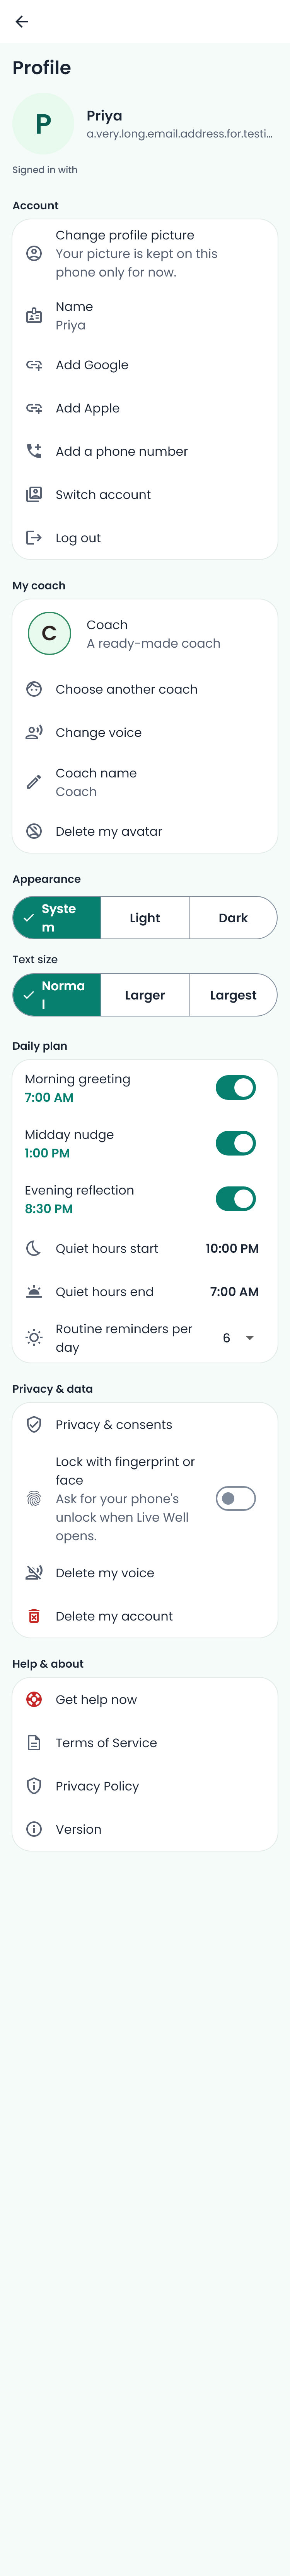 Profile
P
Priya
a.very.long.email.address.for.testi...
Signed in with
Account
Change profile picture
Your picture is kept on this
phone only for now.
Name
Priya
Add Google
Add Apple
Add a phone number
Switch account
Log out
My coach
C
Coach
A ready-made coach
Choose another coach
Change voice
Coach name
Coach
Delete my avatar
Appearance
Syste
m
Light
Dark
Text size
Norma
l
Larger
Largest
Daily plan
Morning greeting
7:00 AM
Midday nudge
1:00 PM
Evening reflection
8:30 PM
Quiet hours start
10:00 PM
Quiet hours end
7:00 AM
Routine reminders per
day
6
Privacy & data
Privacy & consents
Lock with fingerprint or
face
Ask for your phone's
unlock when Live Well
opens.
Delete my voice
Delete my account
Help & about
Get help now
Terms of Service
Privacy Policy
Version